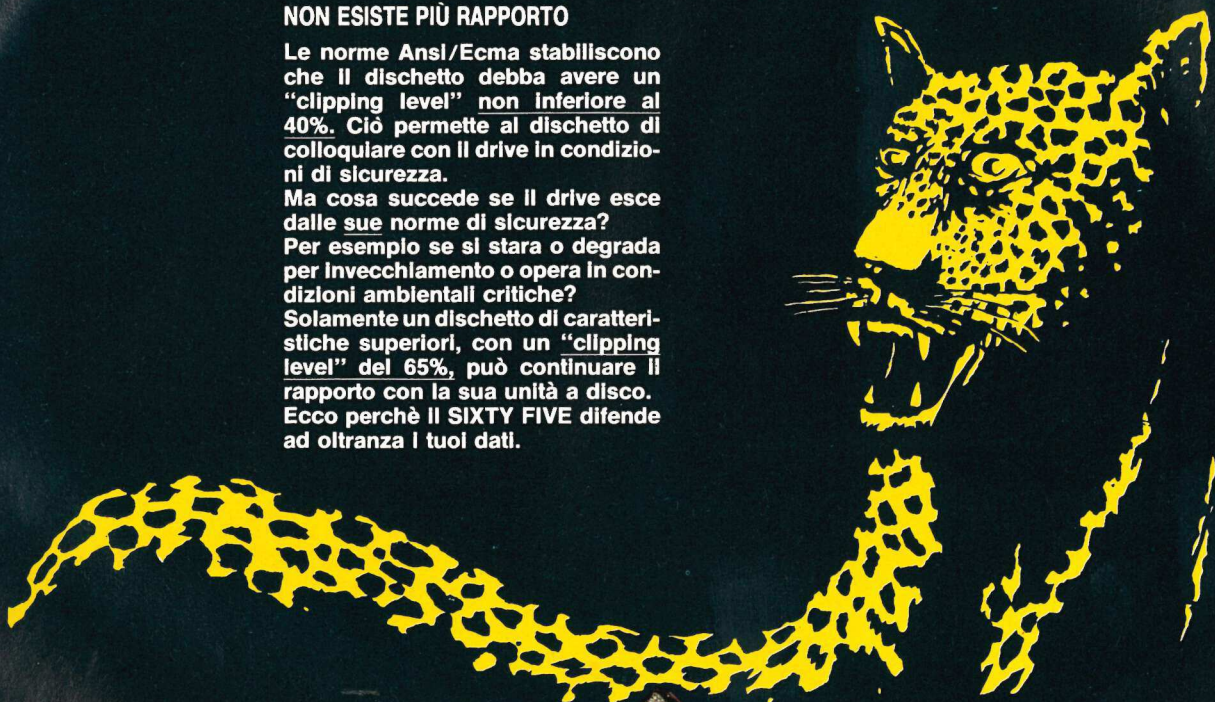 NON ESISTE PIÙ RAPPORTO
Le norme Ansi/Ecma stabiliscono
che il dischetto debba avere un
“clipping level” non inferiore al
40%. Ciò permette al dischetto di
colloquiare con il drive in condizio-
ni di sicurezza.
Ma cosa succede se il drive esce
dalle sue norme di sicurezza?
Per esempio se si stara o degrada
per invecchiamento o opera in con-
dizioni ambientali critiche?
Solamente un dischetto di caratteri-
stiche superiori, con un “clipping
level” del 65%, può continuare il
rapporto con la sua unità a disco.
Ecco perchè il SIXTY FIVE difende
ad oltranza i tuoi dati.